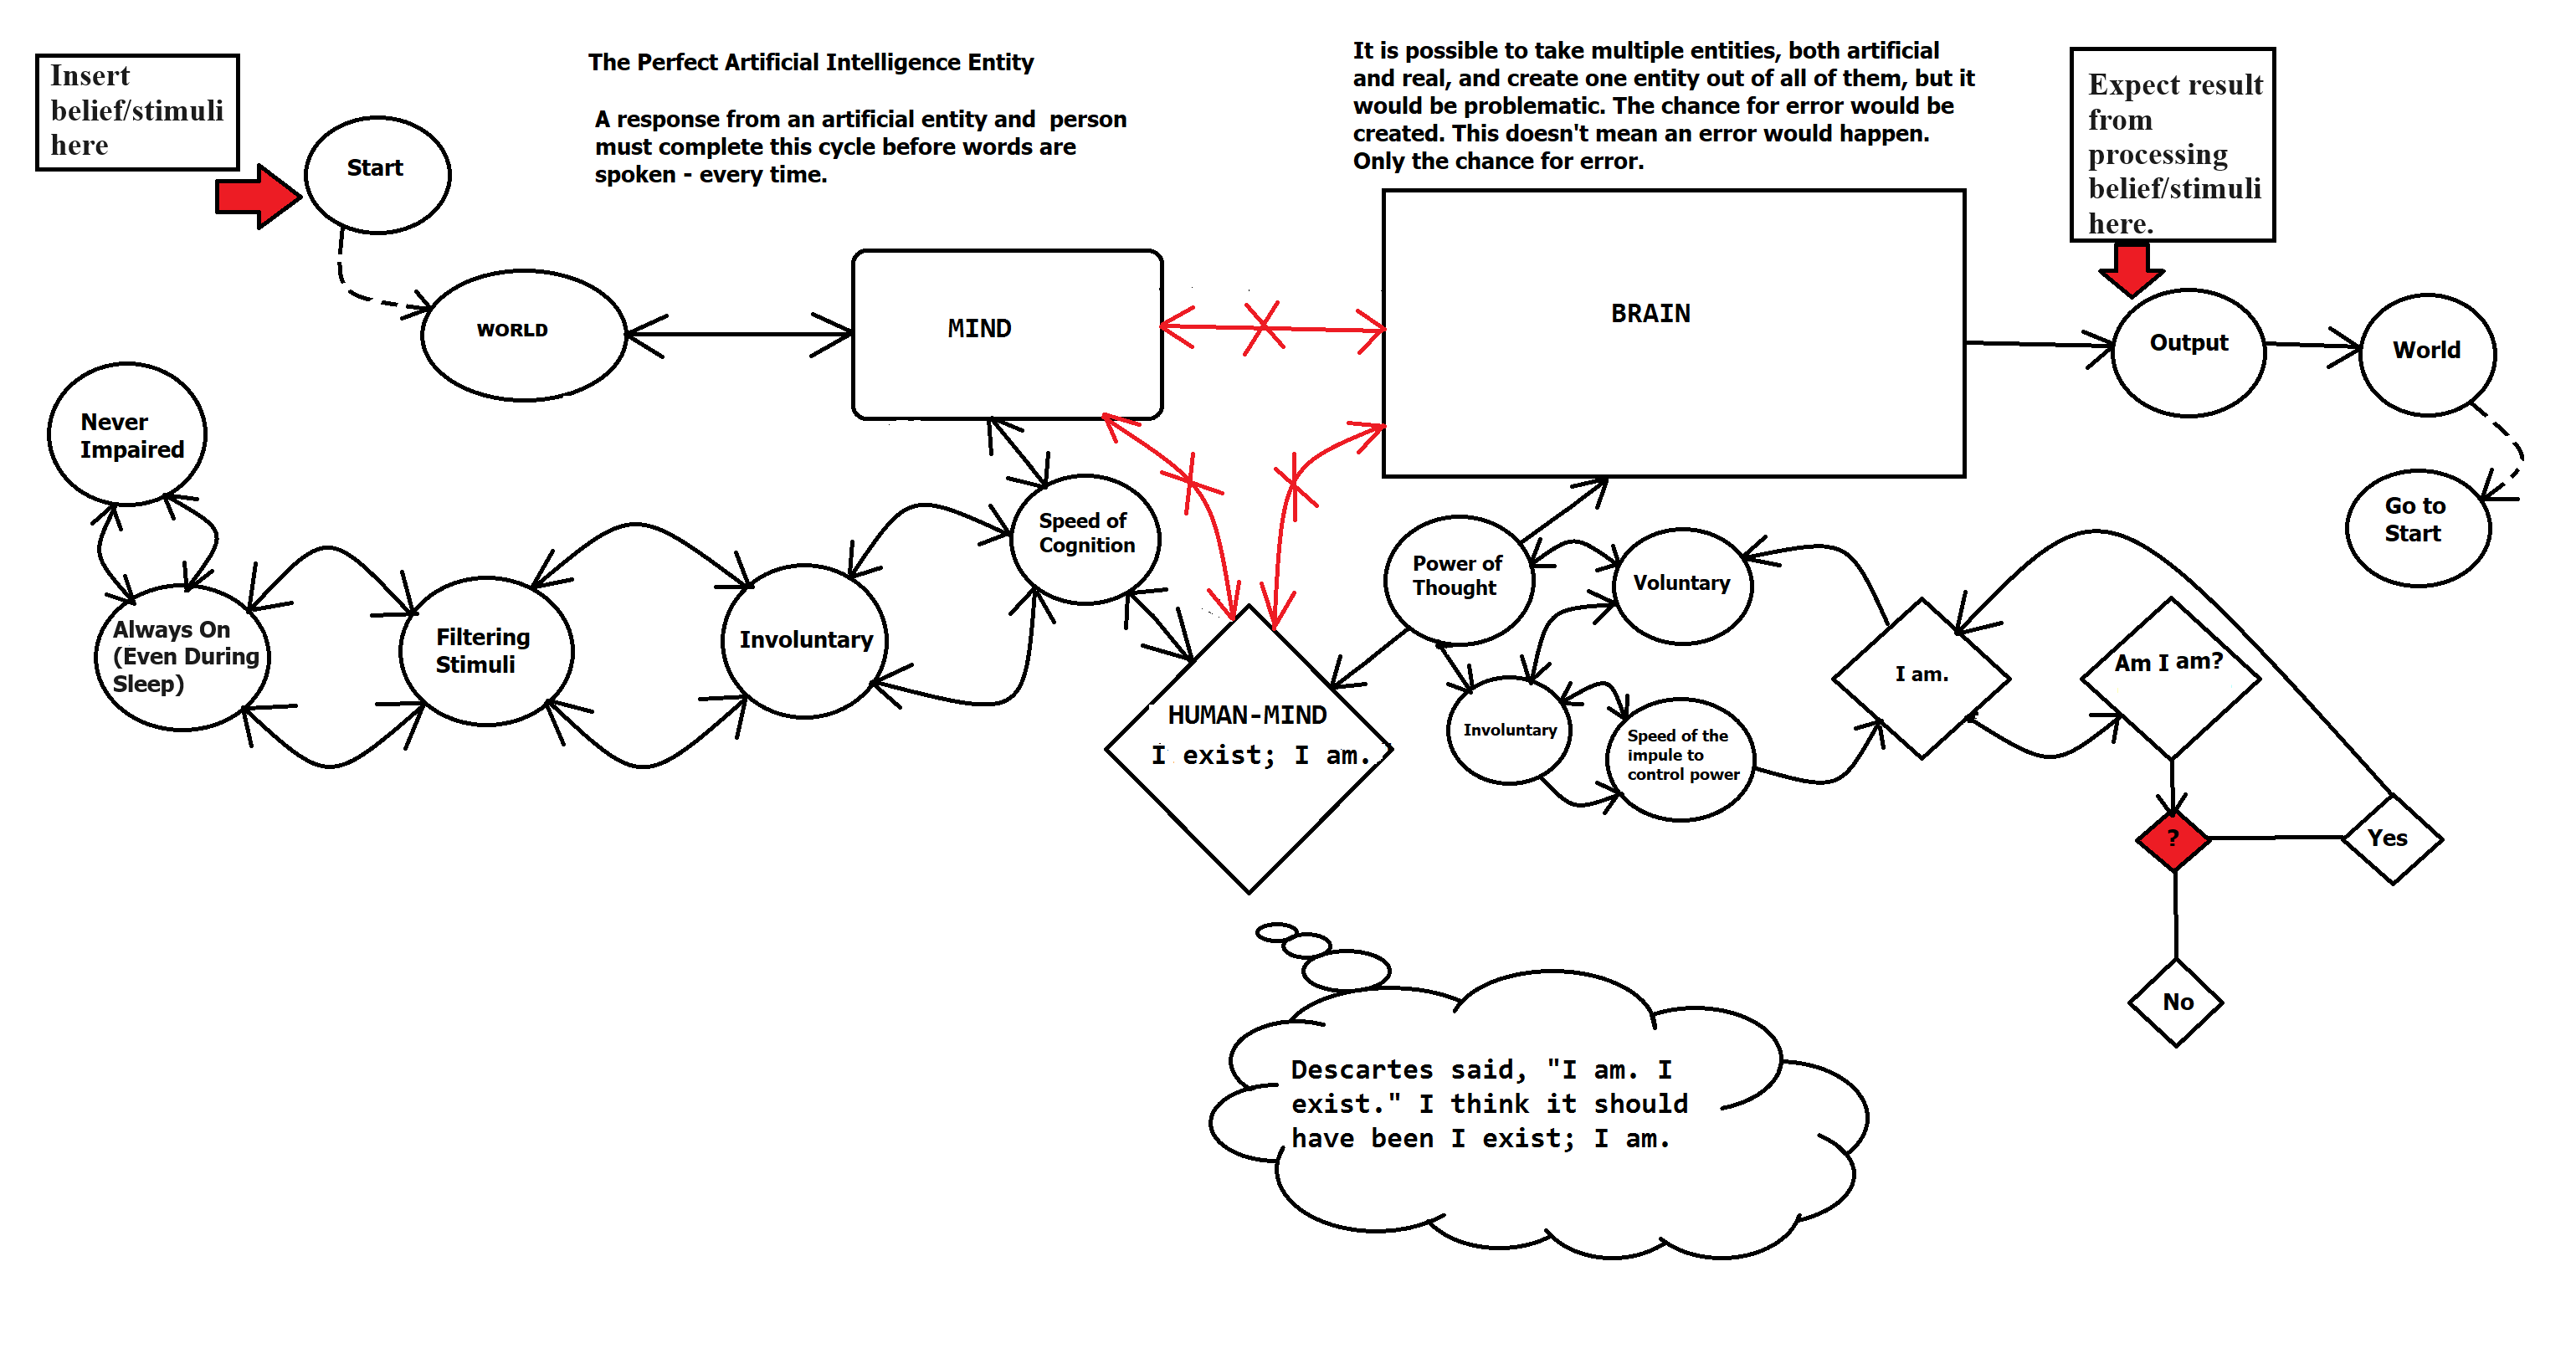 Insert
belief/stimuli
here
Start
The Perfect Artificial Intelligence Entity
A response from an artificial entity and person
must complete this cycle before words are
spoken - every time.
It is possible to take multiple entities, both artificial
and real, and create one entity out of all of them, but it
would be problematic. The chance for error would be
created. This doesn't mean an error would happen.
Only the chance for error.
Expect result
from
processing
belief/stimuli
here.
WORLD
MIND
BRAIN
Output
World
Go to
Start
Never
Impaired
Always On
(Even During
Sleep)
Filtering
Stimuli
Involuntary
Speed of
Cognition
HUMAN-MIND
I exist; I am.
Power of
Thought
Voluntary
Involuntary
Speed of the
impule to
control power
I am.
Am I am?
?
Yes
No
Descartes said, "I am. I
exist." I think it should
have been I exist; I am.